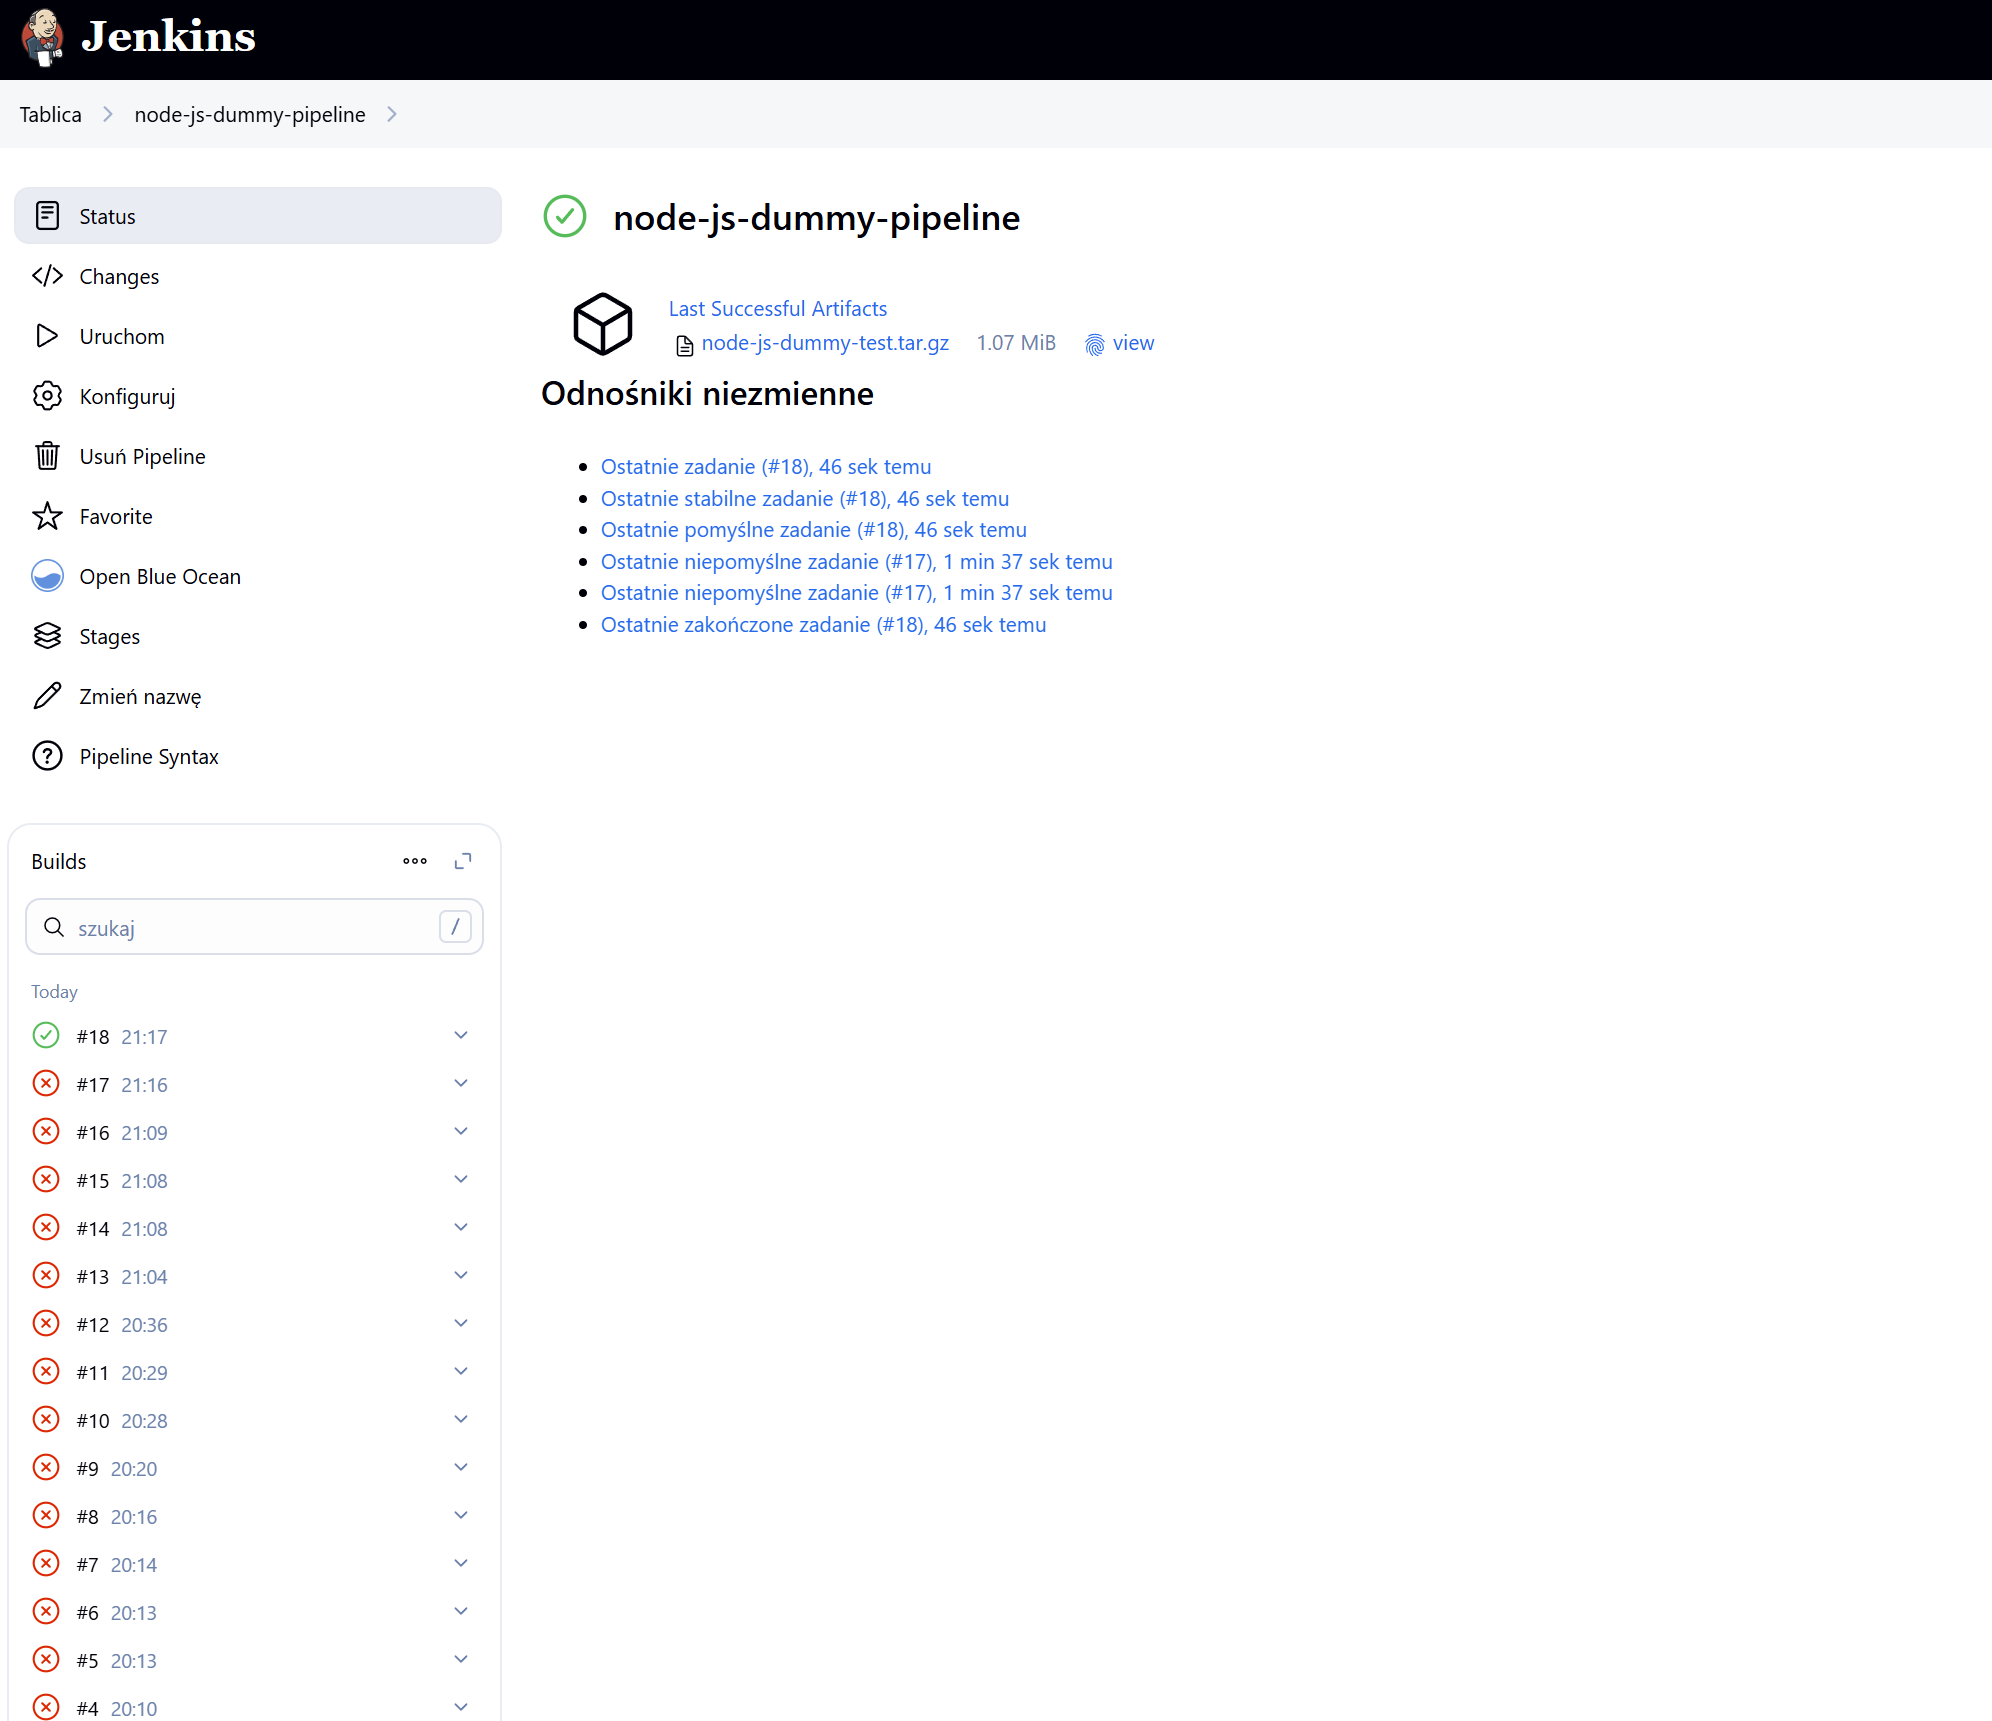 Jenkins
Tablica
node-js-dummy-pipeline
Status
Changes
Uruchom
Konfiguruj
Usuń Pipeline
Favorite
Open Blue Ocean
Stages
Zmień nazwę
Pipeline Syntax
Builds
szukaj /
Today
#18 21:17
#17 21:16
#16 21:09
#15 21:08
#14 21:08
#13 21:04
#12 20:36
#11 20:29
#10 20:28
#9 20:20
#8 20:16
#7 20:14
#6 20:13
#5 20:13
#4 20:10
node-js-dummy-pipeline
Last Successful Artifacts
node-js-dummy-test.tar.gz 1.07 MiB view
Odnośniki niezmienne
Ostatnie zadanie (#18), 46 sek temu
Ostatnie stabilne zadanie (#18), 46 sek temu
Ostatnie pomyślne zadanie (#18), 46 sek temu
Ostatnie niepomyślne zadanie (#17), 1 min 37 sek temu
Ostatnie niepomyślne zadanie (#17), 1 min 37 sek temu
Ostatnie zakończone zadanie (#18), 46 sek temu